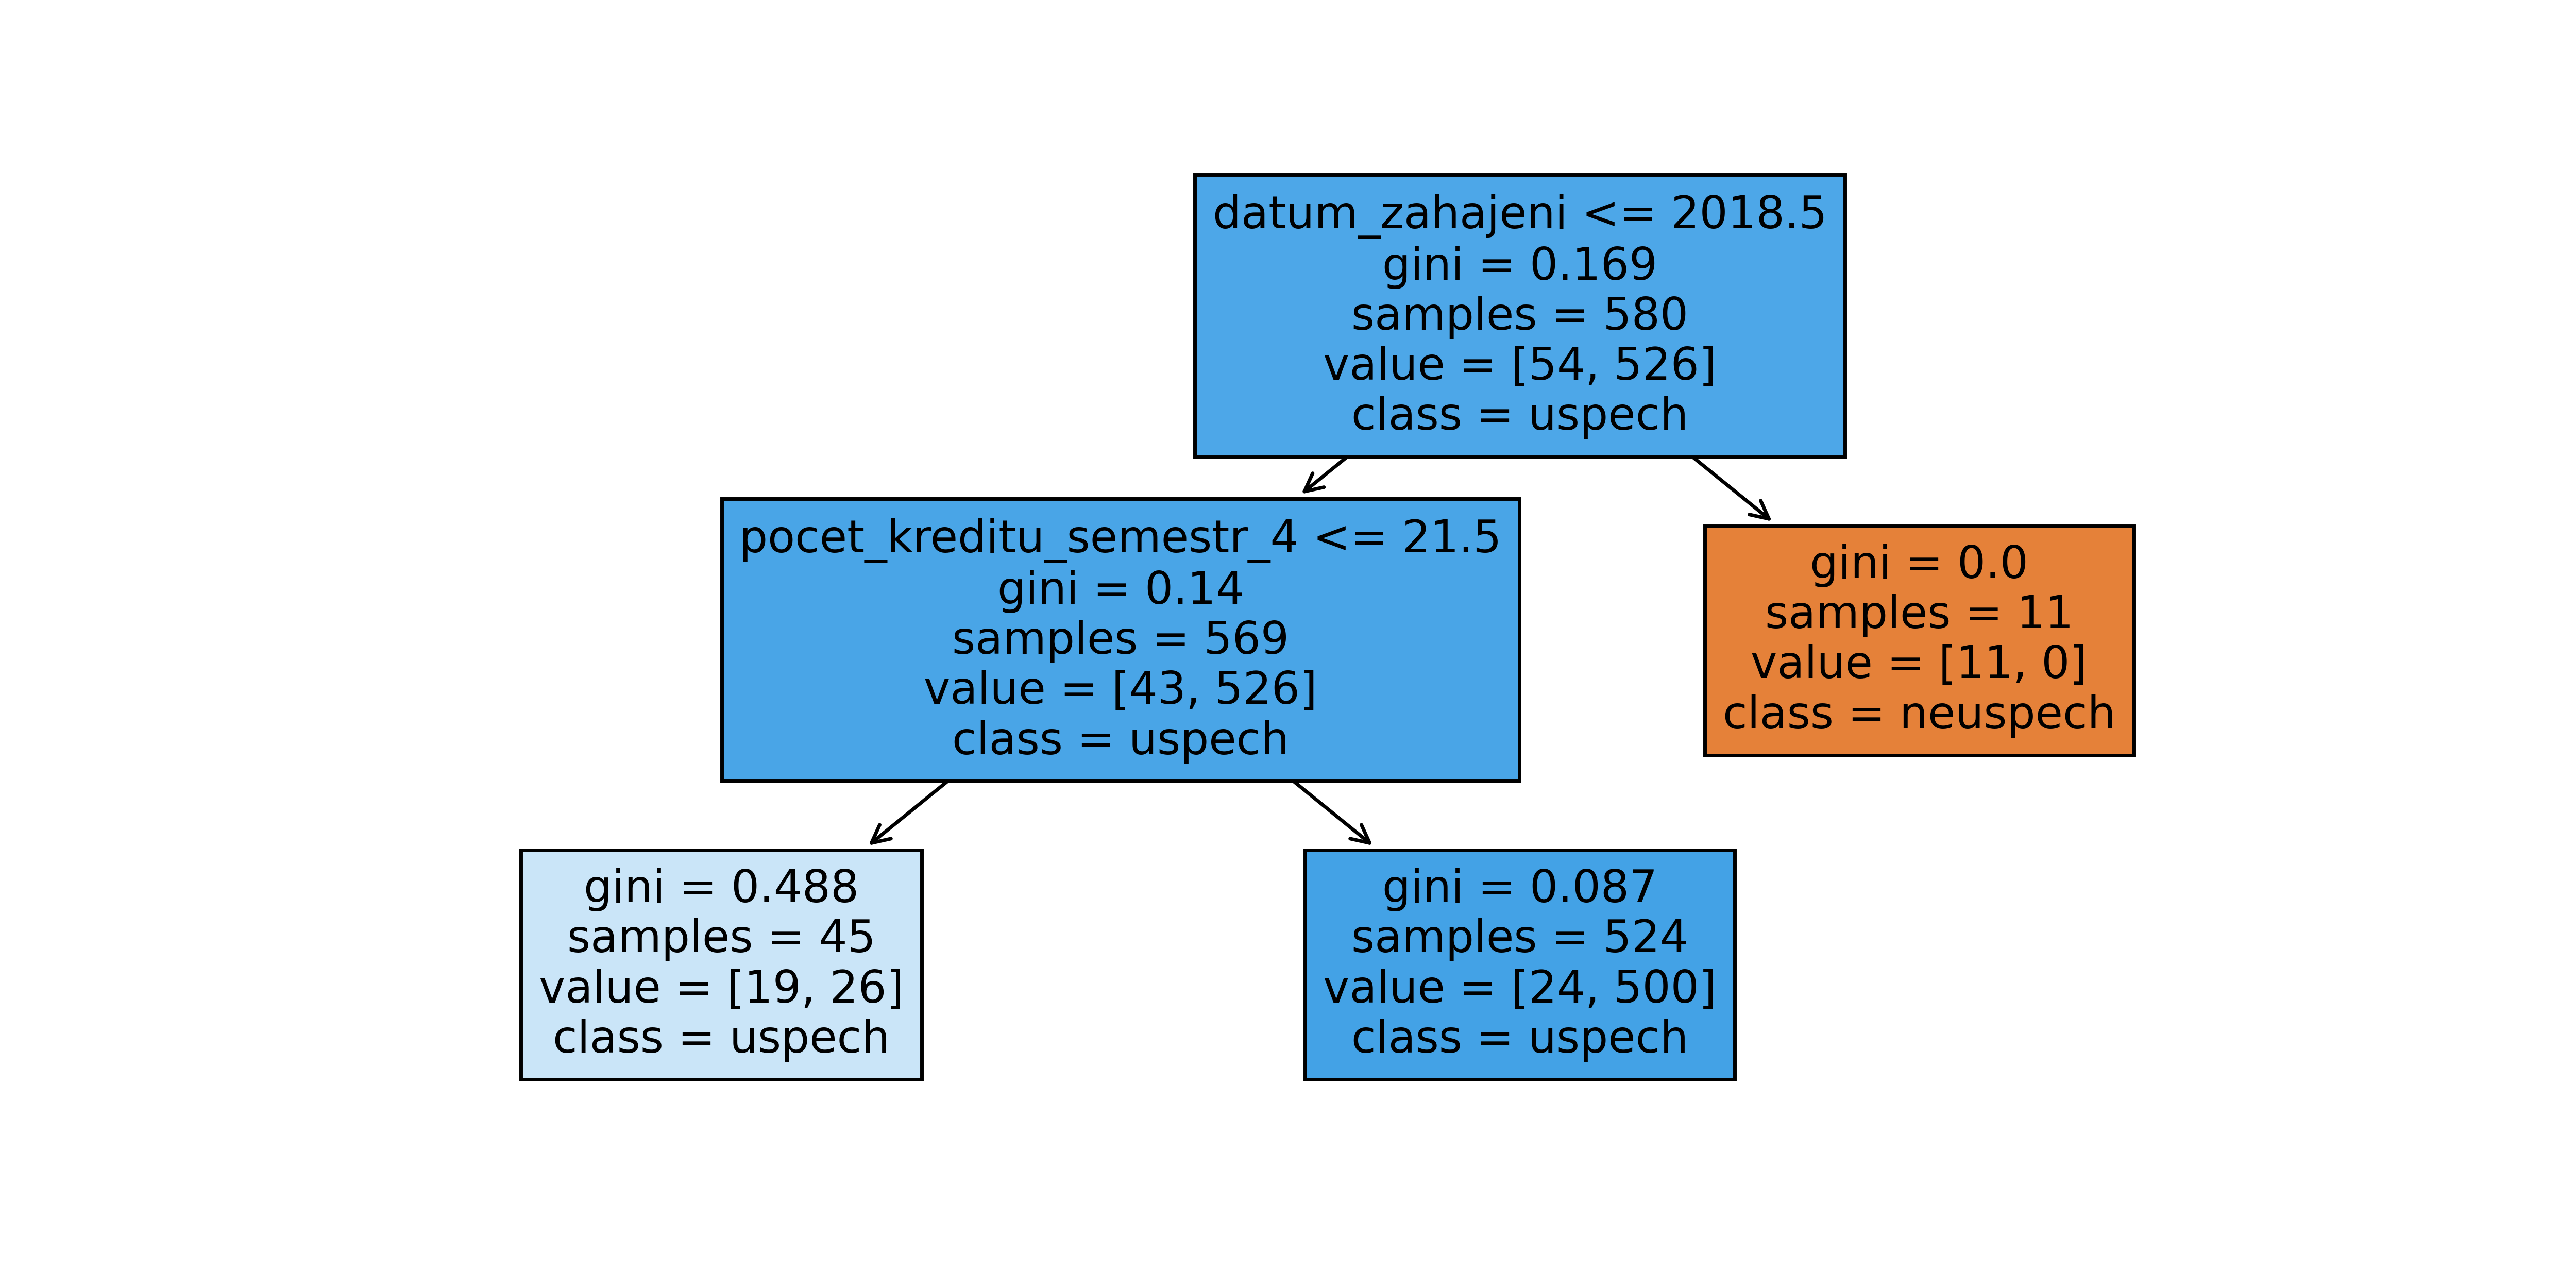 datum_zahajeni <= 2018.5
gini = 0.169
samples = 580
value = [54, 526]
class = uspech
pocet_kreditu_semestr_4 <= 21.5
gini = 0.14
samples = 569
value = [43, 526]
class = uspech
gini = 0.0
samples = 11
value = [11, 0]
class = neuspech
gini = 0.488
samples = 45
value = [19, 26]
class = uspech
gini = 0.087
samples = 524
value = [24, 500]
class = uspech